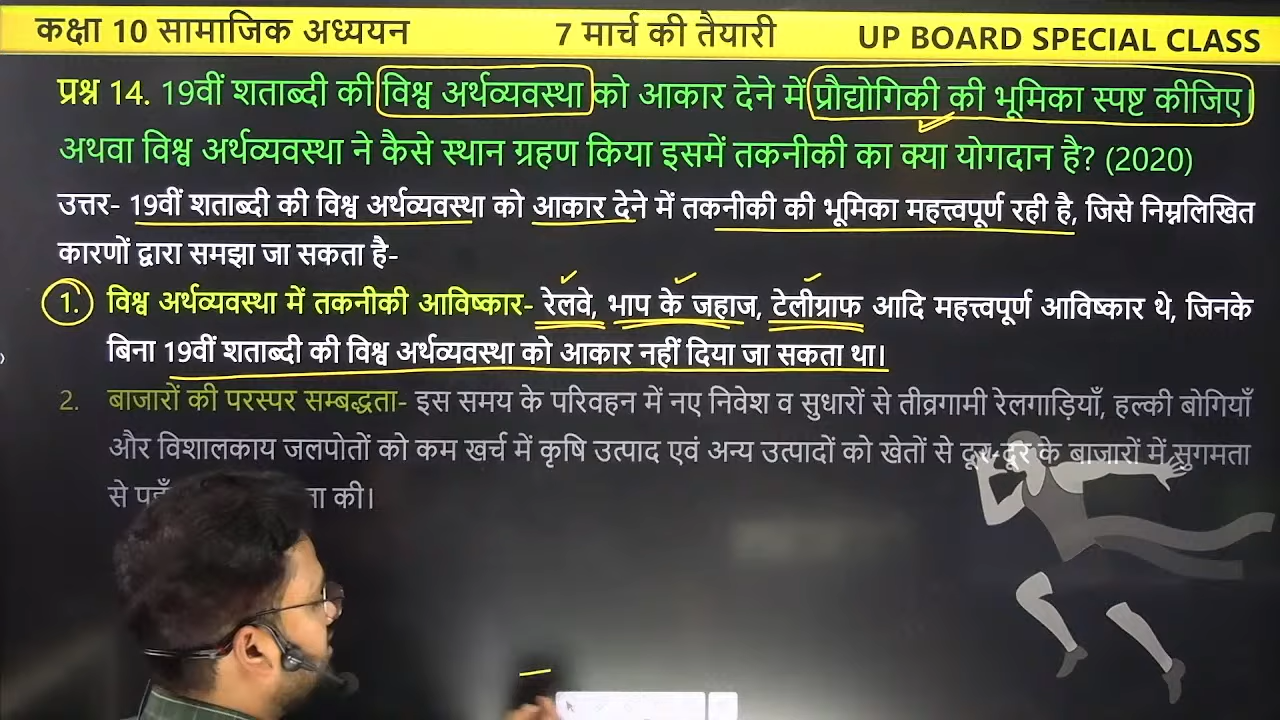 कक्षा 10 सामाजिक अध्ययन 7 मार्च की तैयारी UP BOARD SPECIAL CLASS
प्रश्न 14. 19वीं शताब्दी की विश्व अर्थव्यवस्था को आकार देने में प्रौद्योगिकी की भूमिका स्पष्ट कीजिए।
अथवा विश्व अर्थव्यवस्था ने कैसे स्थान ग्रहण किया इसमें तकनीकी का क्या योगदान है? (2020)
उत्तर- 19वीं शताब्दी की विश्व अर्थव्यवस्था को आकार देने में तकनीकी की भूमिका महत्त्वपूर्ण रही है, जिसे निम्नलिखित
कारणों द्वारा समझा जा सकता है-
1. विश्व अर्थव्यवस्था में तकनीकी आविष्कार- रेलवे, भाप के जहाज, टेलीग्राफ आदि महत्त्वपूर्ण आविष्कार थे, जिनके
बिना 19वीं शताब्दी की विश्व अर्थव्यवस्था को आकार नहीं दिया जा सकता था।
2. बाजारों की परस्पर सम्बद्धता- इस समय के परिवहन में नए निवेश व सुधारों से तीव्रगामी रेलगाड़ियाँ, हल्की बोगियाँ
और विशालकाय जलपोतों को कम खर्च में कृषि उत्पाद एवं अन्य उत्पादों को खेतों से दूर-दूर के बाजारों में सुगमता
से की।